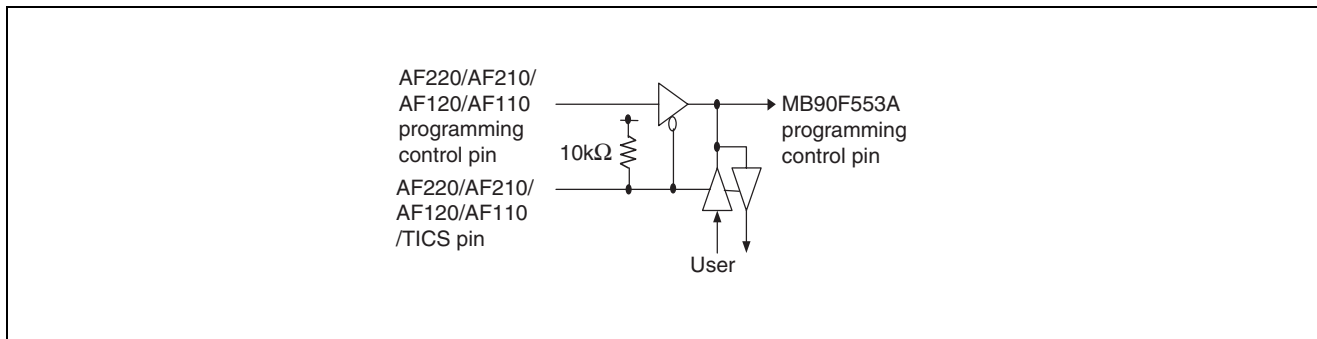 AF220/AF210/
AF120/AF110
programming
control pin
MB90F553A
programming
control pin
10kΩ
AF220/AF210/
AF120/AF110
/TICS pin
User